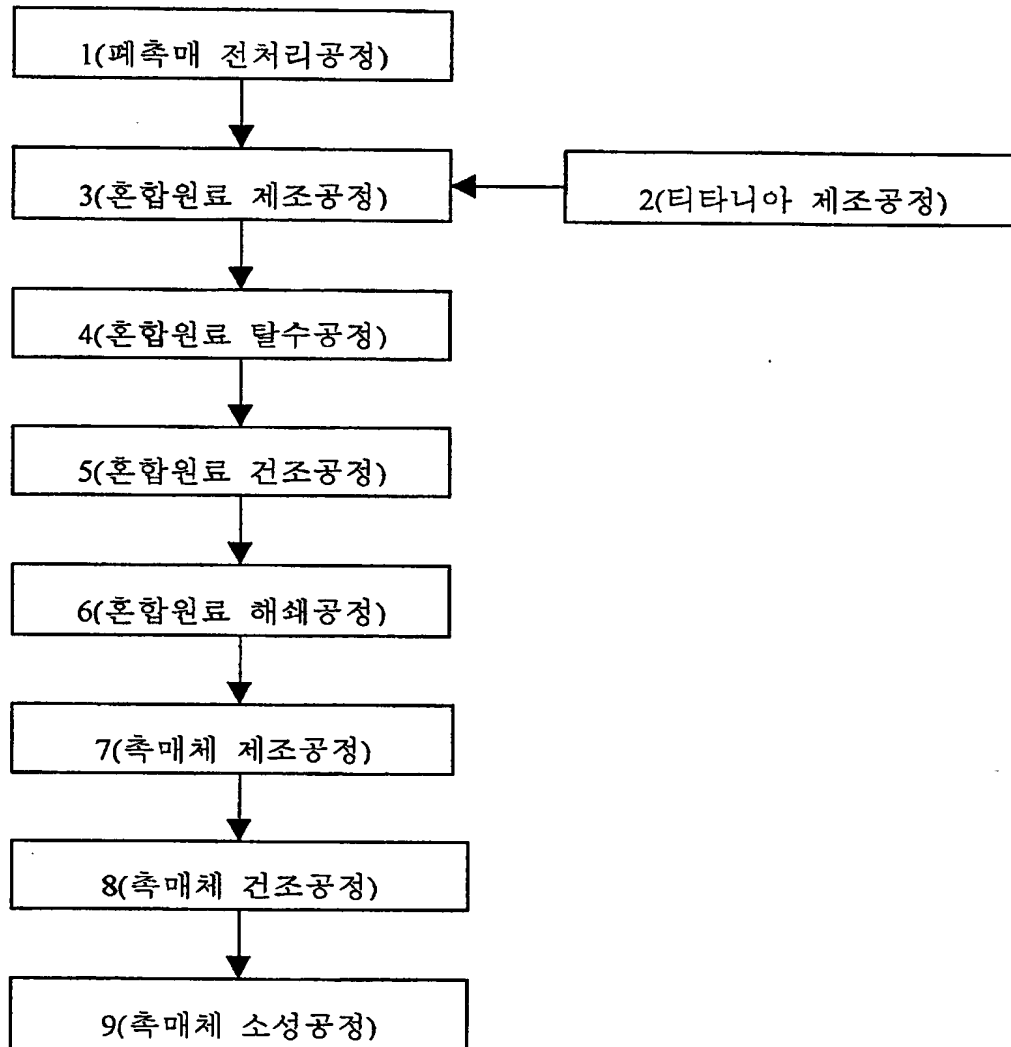 1(폐촉매 전처리공정)
3(혼합원료 제조공정)
2(티타니아 제조공정)
4(혼합원료 탈수공정)
5(혼합원료 건조공정)
6(혼합원료 해쇄공정)
7(촉매체 제조공정)
8(촉매체 건조공정)
9(촉매체 소성공정)